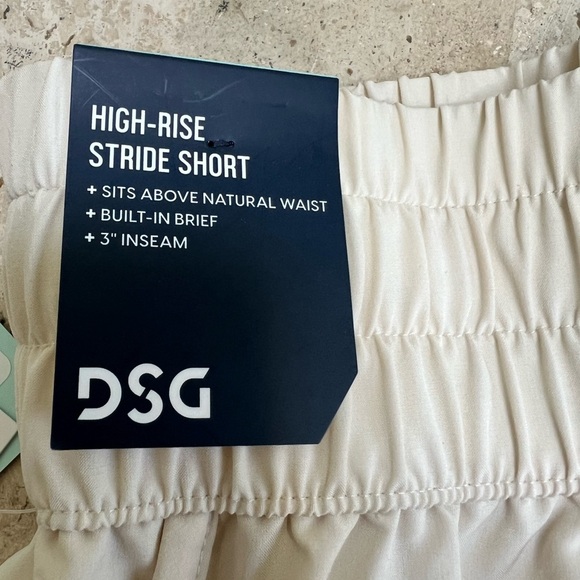 HIGH-RISE
STRIDE SHORT
+ SITS ABOVE NATURAL WAIST
+ BUILT-IN BRIEF
+ 3" INSEAM
DSG